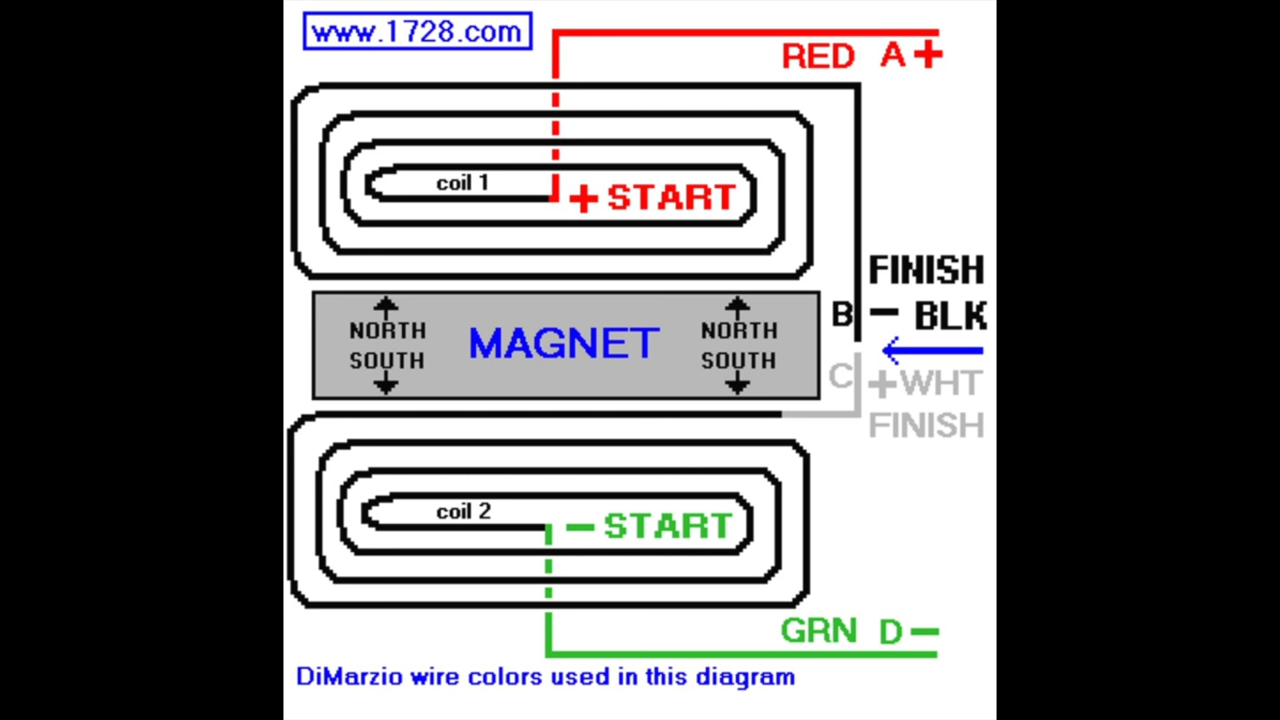 www.1728.com
RED A +
coil 1
+ START
FINISH
B - BLK
NORTH NORTH
MAGNET
SOUTH SOUTH
C + WHT
FINISH
coil 2
- START
GRN D -
DiMarzio wire colors used in this diagram